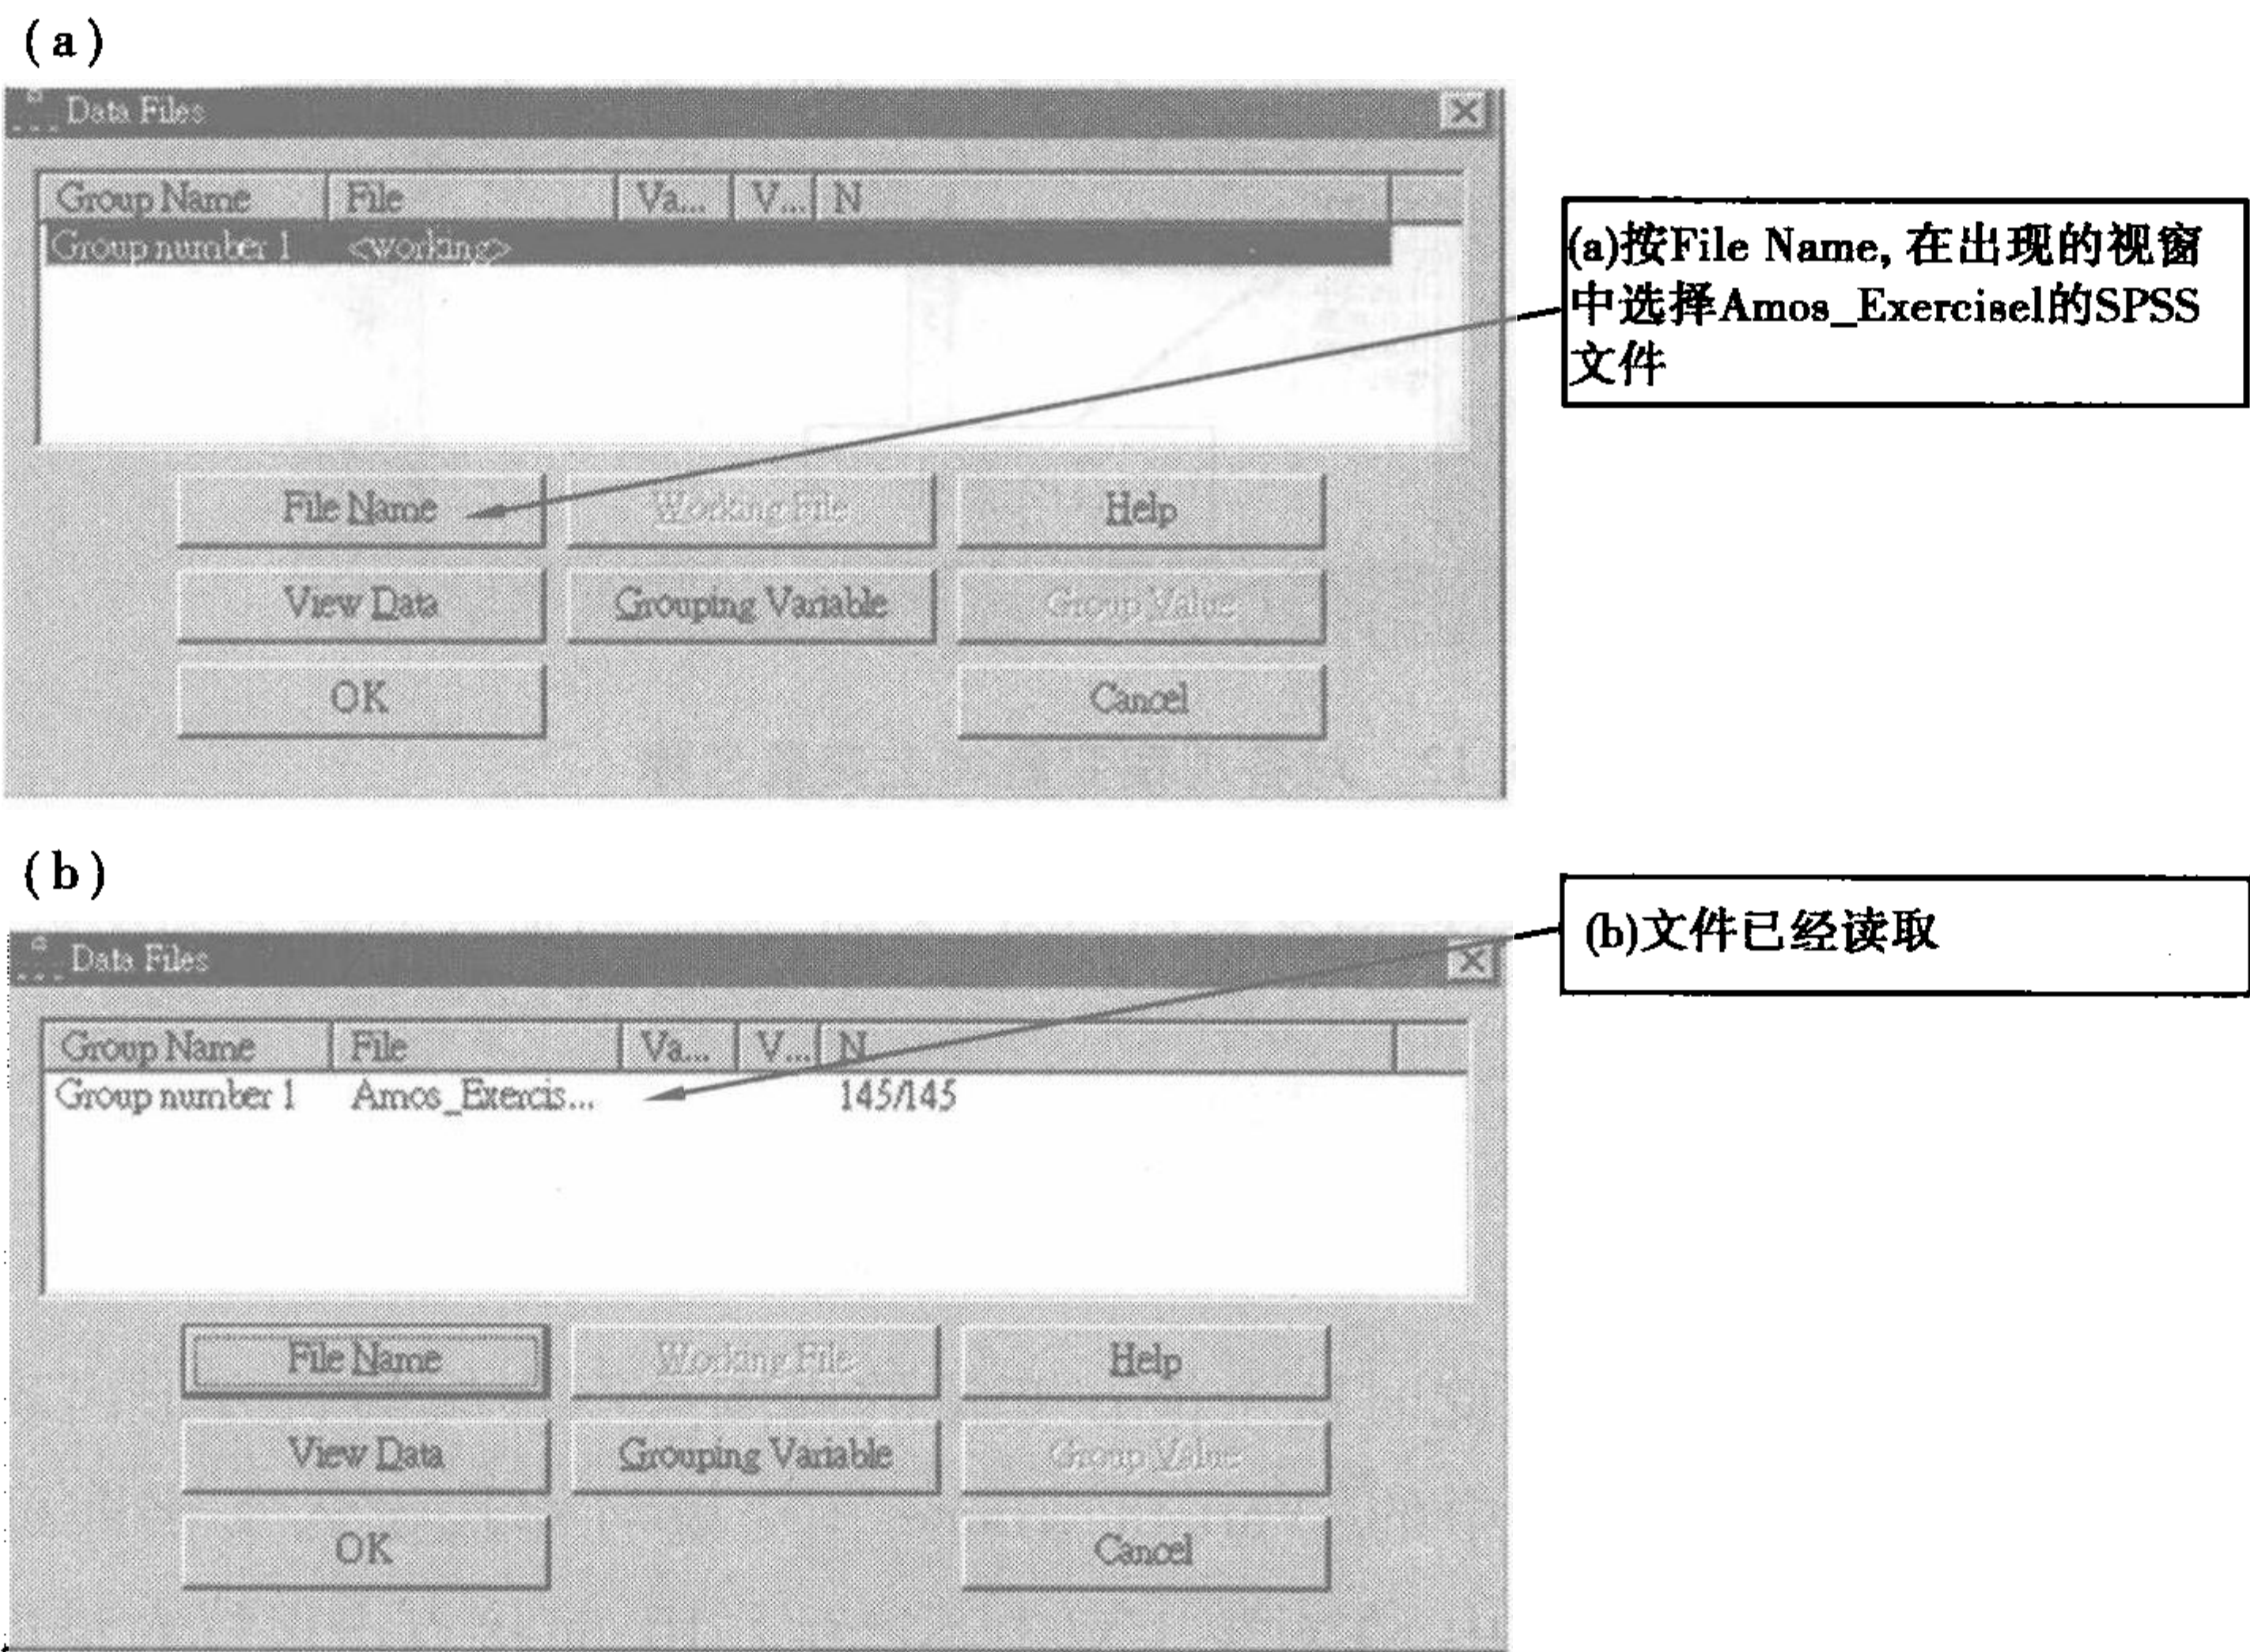 (a)
Data Files
Group Name File Va... V... N
Group number 1 <working>
(a)按File Name, 在出现的视窗
中选择Amos_Exercisel的SPSS
文件
File Name Working File Help
View Data Grouping Variable Group Value
OK Cancel
(b)
(b)文件已经读取
Data Files
Group Name File Va... V... N
Group number 1 Amos_Exercis... 145/145
File Name Working File Help
View Data Grouping Variable Group Value
OK Cancel